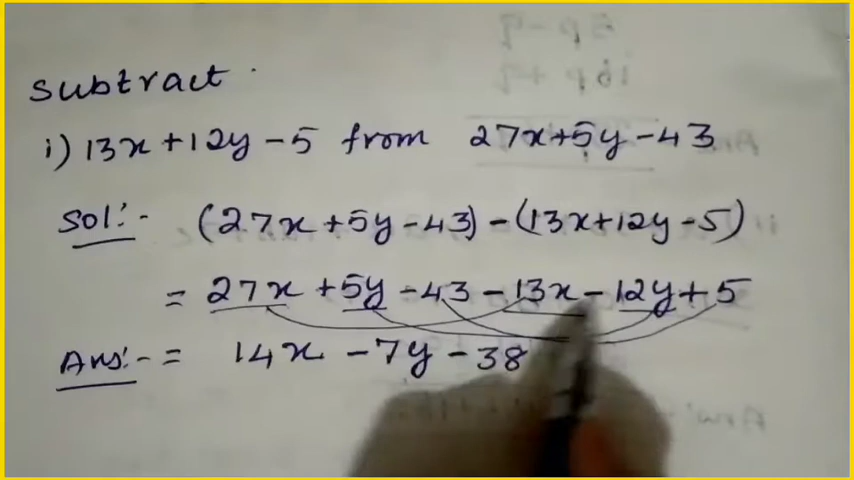 Subtract.
i) 13x+12y-5 from 27x+5y-43
Sol:- (27x+5y-43)-(13x+12y-5)
= 27x+5y-43-13x-12y+5
Ans:- = 14x-7y-38